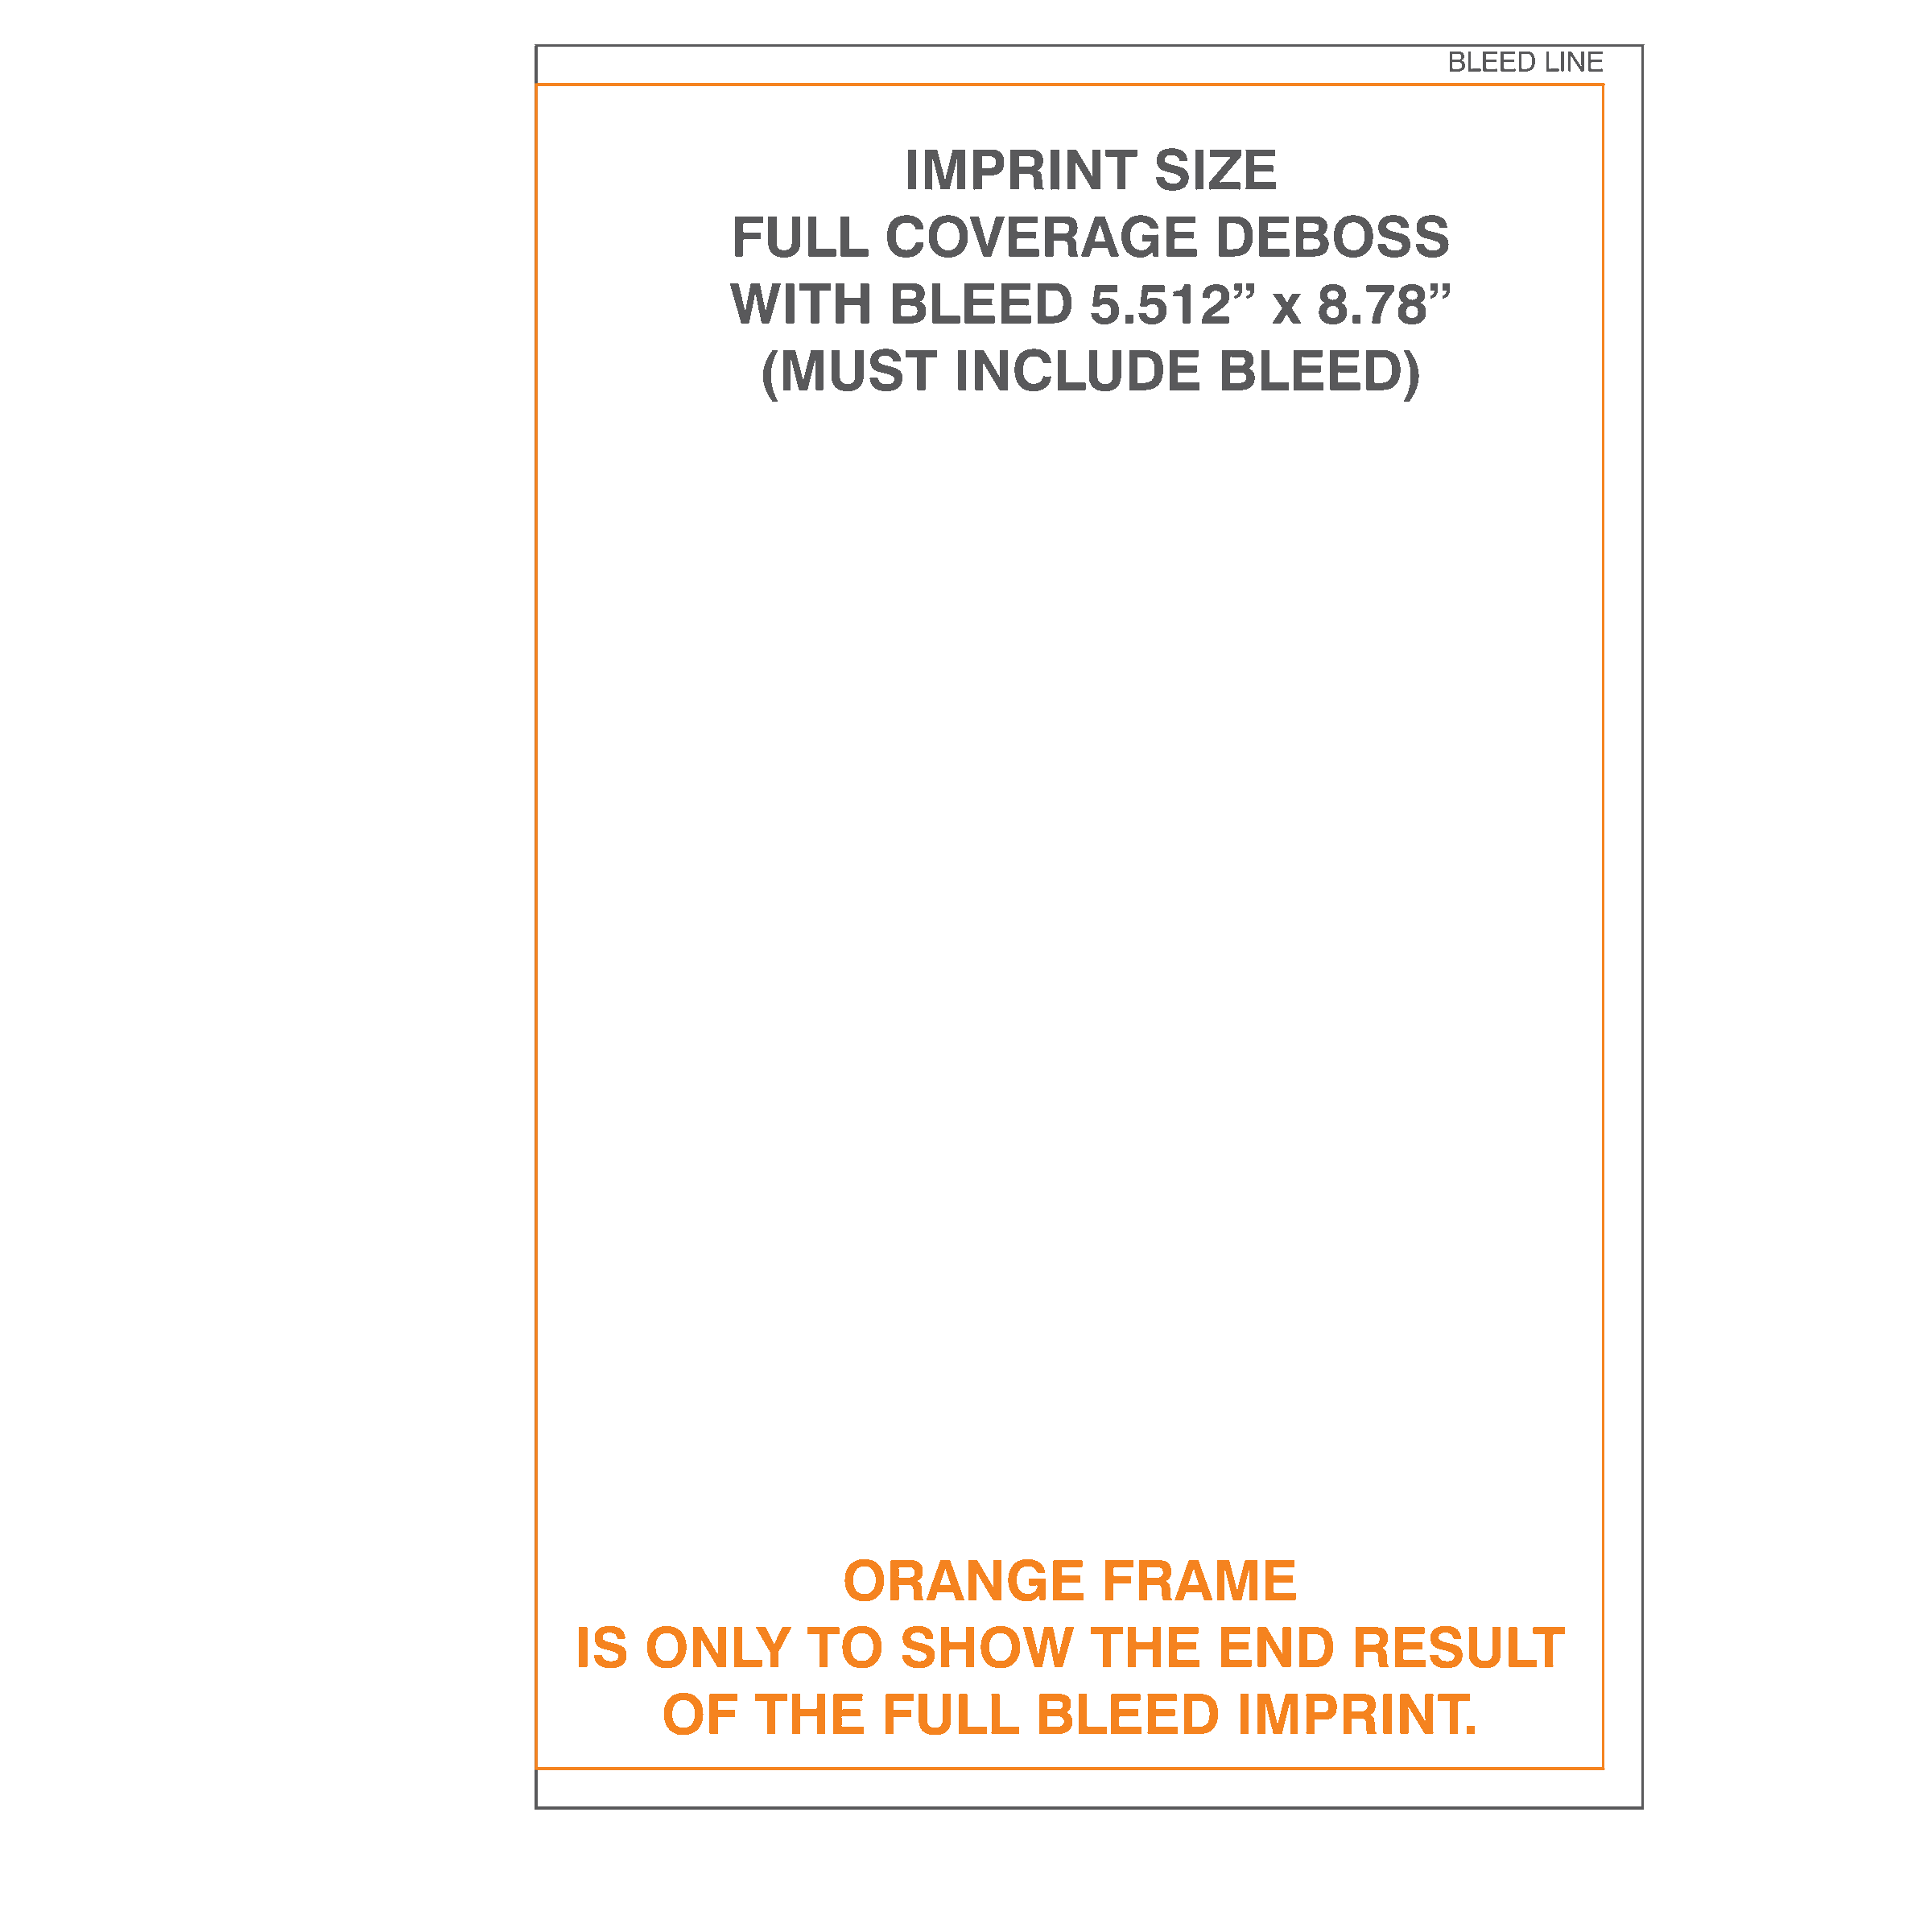 BLEED LINE
IMPRINT SIZE
FULL COVERAGE DEBOSS
WITH BLEED 5.512” x 8.78”
(MUST INCLUDE BLEED)
ORANGE FRAME
IS ONLY TO SHOW THE END RESULT
OF THE FULL BLEED IMPRINT.